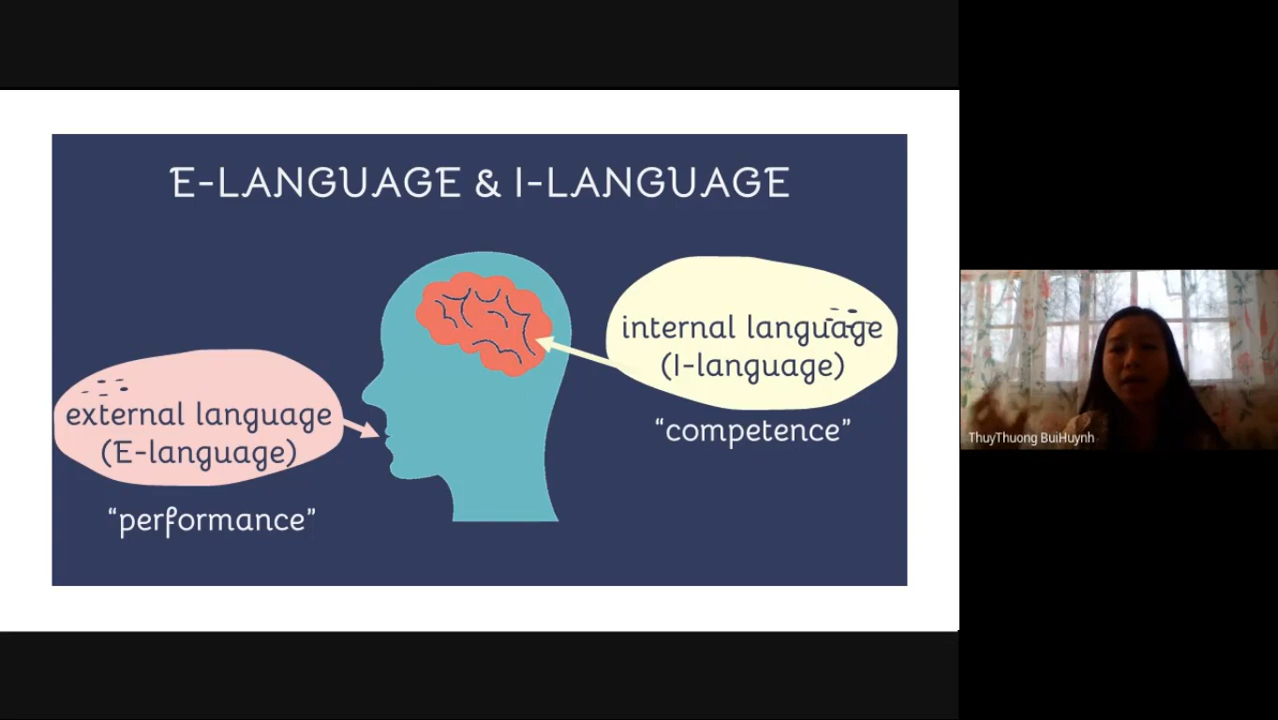 E-LANGUAGE & I-LANGUAGE
internal language
(I-language)
“competence”
external language
(E-language)
“performance”
ThuyThuong BuiHuynh